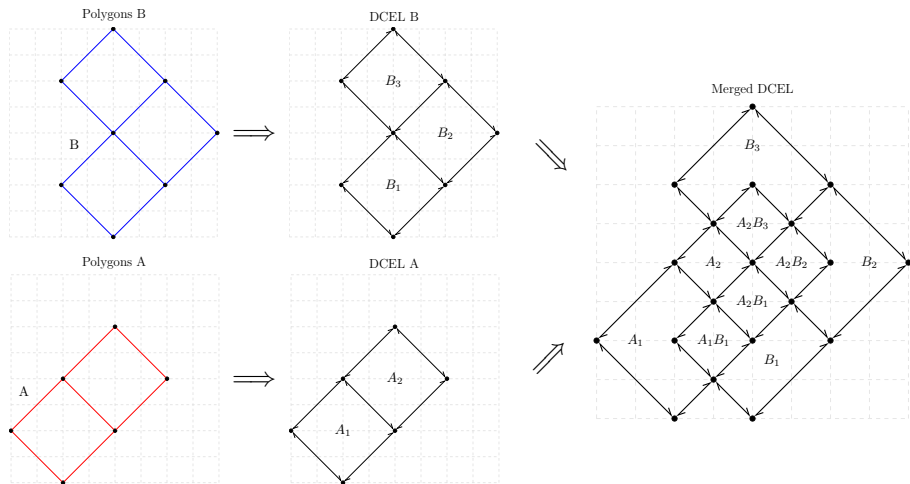 Polygons B
B
DCEL B
B₃
B₂
B₁
Polygons A
A
DCEL A
A₂
A₁
Merged DCEL
B₃
A₂B₃
A₂
A₂B₂
B₂
A₂B₁
A₁
A₁B₁
B₁